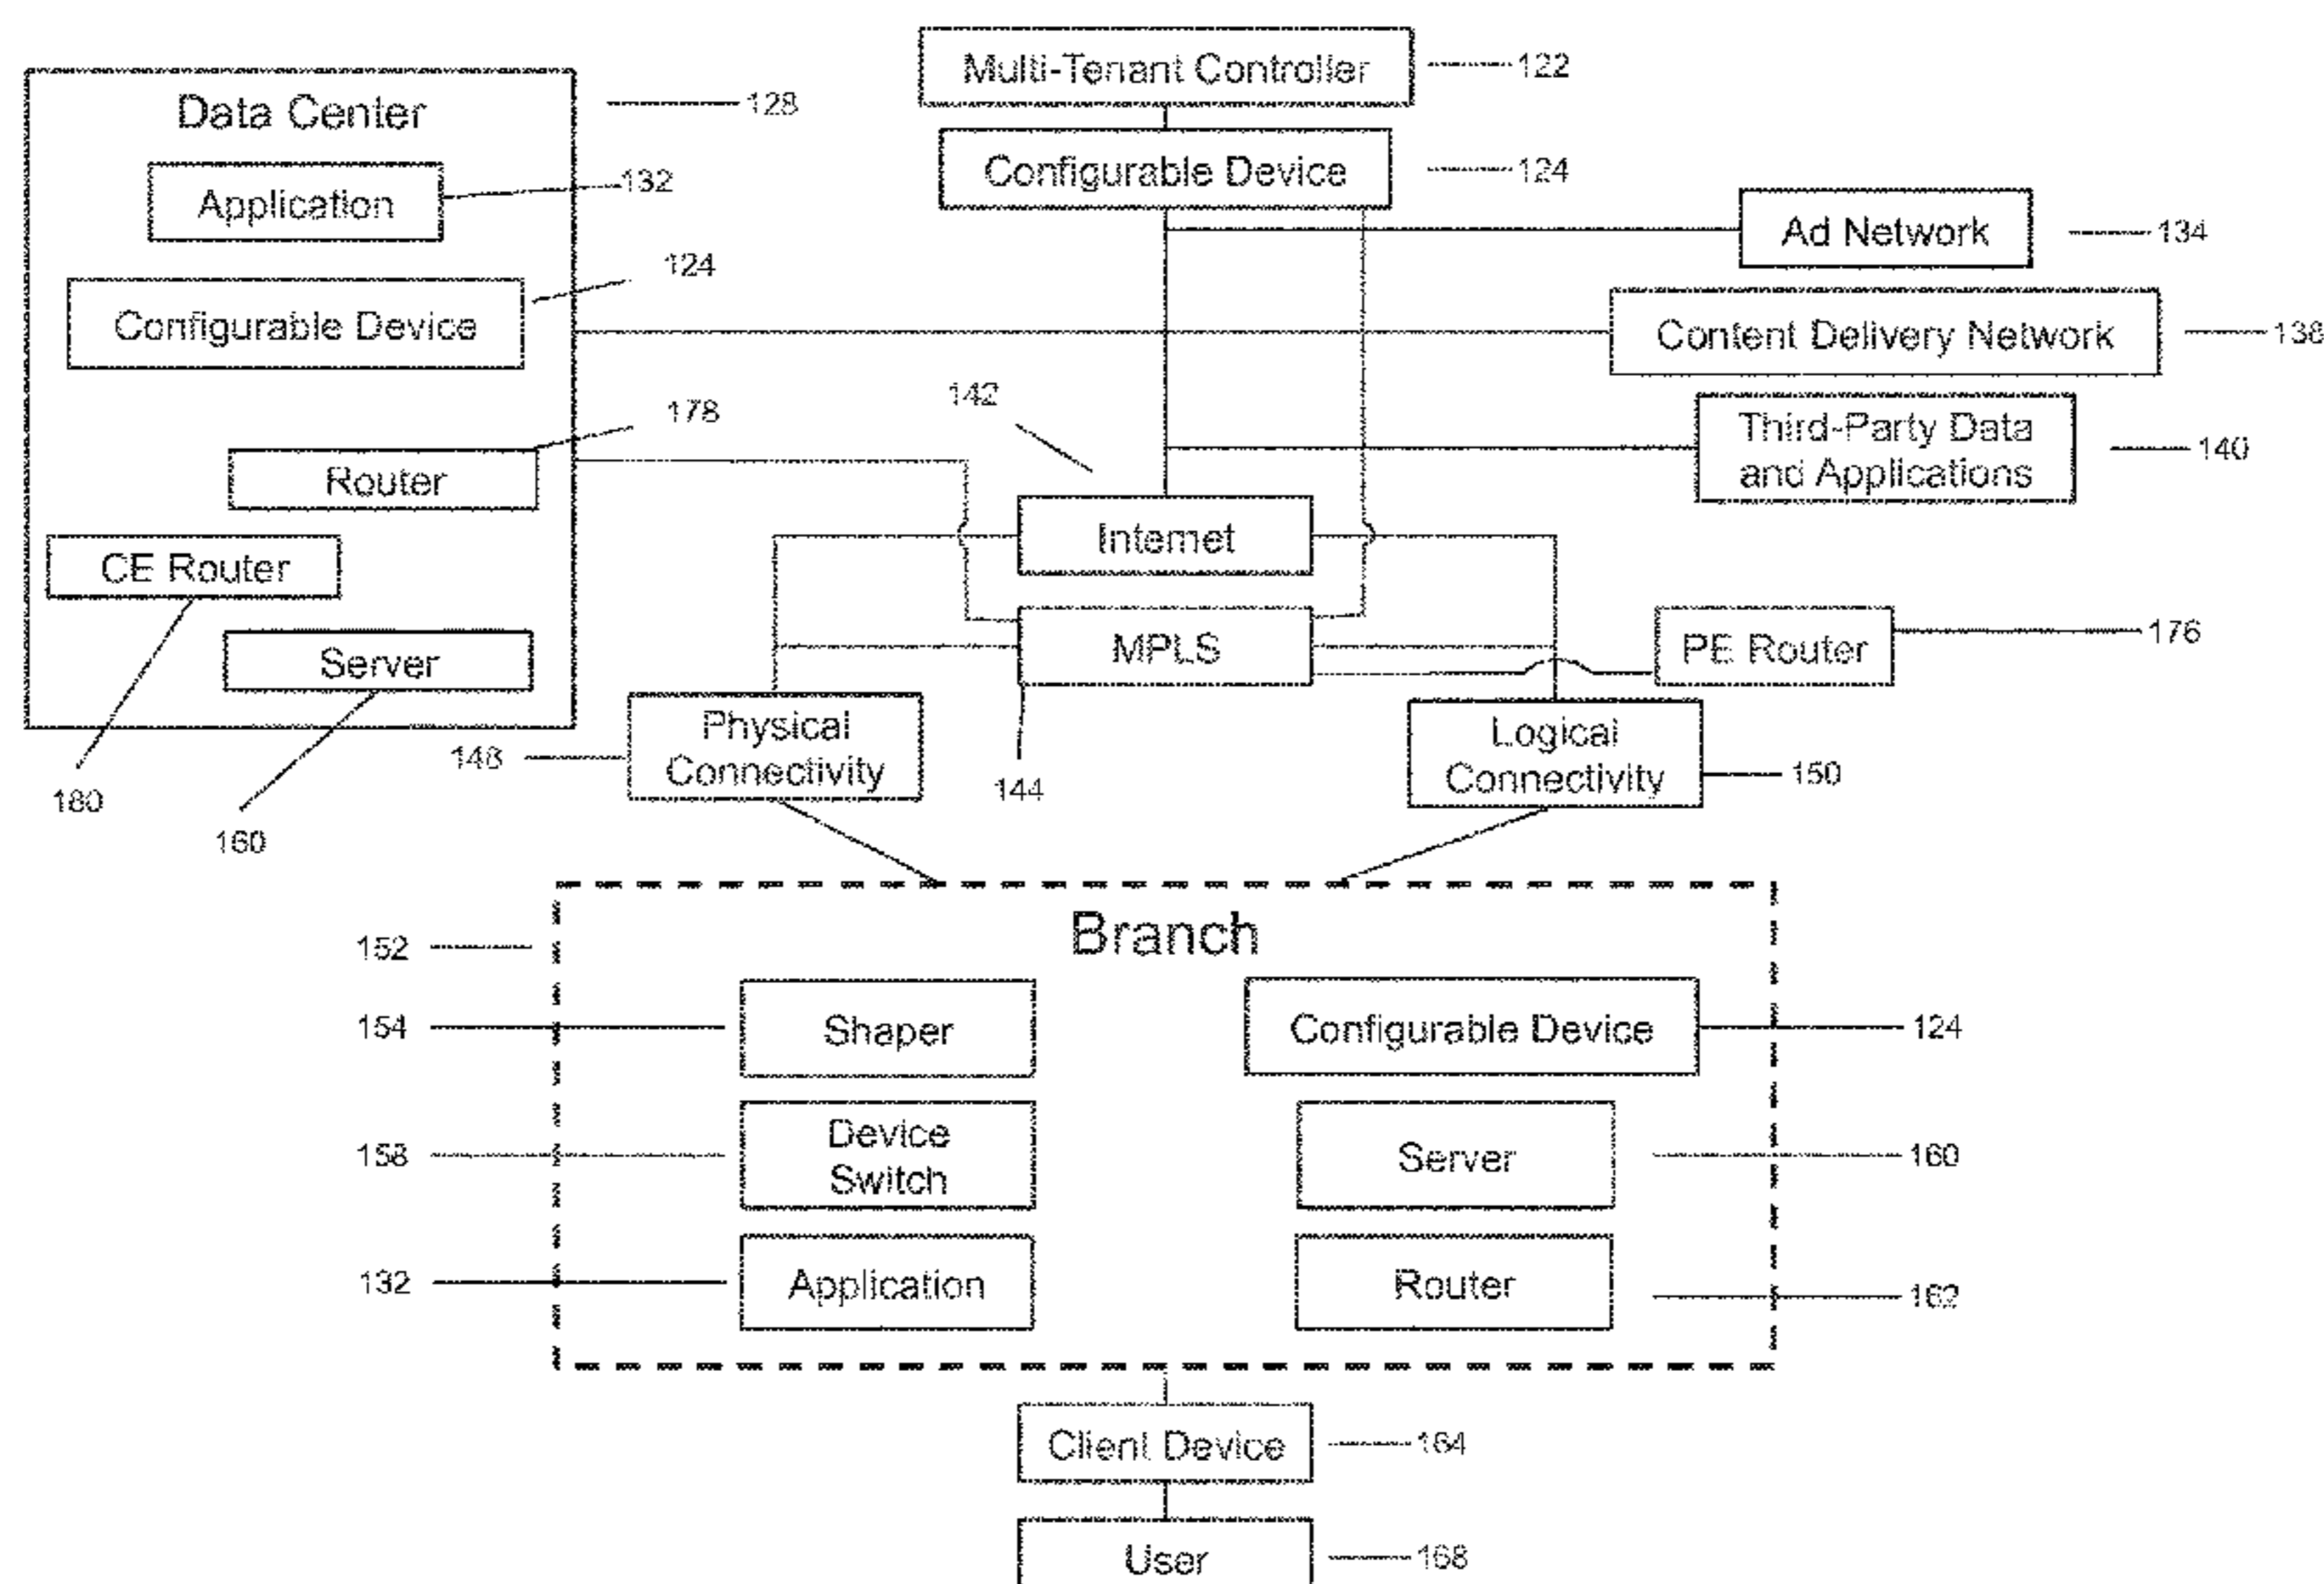 Multi-Tenant Controller
122
Data Center
128
Configurable Device
124
Application
132
Ad Network
134
124
Configurable Device
Content Delivery Network
138
142
178
Third-Party Data
and Applications
140
Router
Internet
CE Router
MPLS
PE Router
176
Server
Physical
Connectivity
148
Logical
Connectivity
150
144
180
160
Branch
152
154
Shaper
Configurable Device
124
158
Device
Switch
Server
160
132
Application
Router
162
Client Device
164
User
168